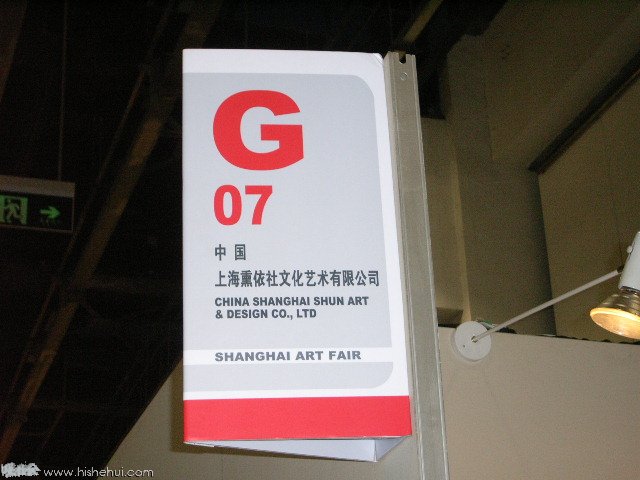 G
07
中 国
上海熏依社文化艺术有限公司
CHINA SHANGHAI SHUN ART
& DESIGN CO., LTD
SHANGHAI ART FAIR
www.hishehui.com